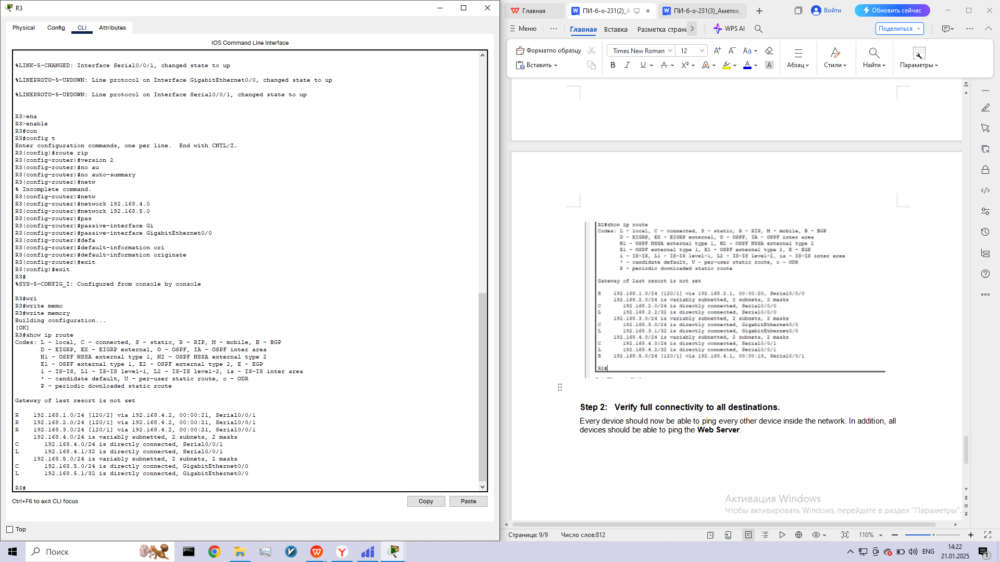 R3
Physical Config CLI Attributes
IOS Command Line Interface
%LINK-5-CHANGED: Interface Serial0/0/1, changed state to up
%LINEPROTO-5-UPDOWN: Line protocol on Interface GigabitEthernet0/0, changed state to up
%LINEPROTO-5-UPDOWN: Line protocol on Interface Serial0/0/1, changed state to up
R3>ena
R3>enable
R3#con
R3#config t
Enter configuration commands, one per line.  End with CNTL/Z.
R3(config)#route rip
R3(config-router)#version 2
R3(config-router)#no au
R3(config-router)#no auto-summary
R3(config-router)#netw
% Incomplete command.
R3(config-router)#netw
R3(config-router)#network 192.168.4.0
R3(config-router)#network 192.168.5.0
R3(config-router)#pas
R3(config-router)#passive-interface Gi
R3(config-router)#passive-interface GigabitEthernet0/0
R3(config-router)#defa
R3(config-router)#default-information ori
R3(config-router)#default-information originate
R3(config-router)#exit
R3(config)#exit
R3#
%SYS-5-CONFIG_I: Configured from console by console
R3#wri
R3#write memo
R3#write memory
Building configuration...
[OK]
R3#show ip route
Codes: L - local, C - connected, S - static, R - RIP, M - mobile, B - BGP
D - EIGRP, EX - EIGRP external, O - OSPF, IA - OSPF inter area
N1 - OSPF NSSA external type 1, N2 - OSPF NSSA external type 2
E1 - OSPF external type 1, E2 - OSPF external type 2, E - EGP
i - IS-IS, L1 - IS-IS level-1, L2 - IS-IS level-2, ia - IS-IS inter area
* - candidate default, U - per-user static route, o - ODR
P - periodic downloaded static route
Gateway of last resort is not set
R 192.168.1.0/24 [120/2] via 192.168.4.2, 00:00:21, Serial0/0/1
R 192.168.2.0/24 [120/1] via 192.168.4.2, 00:00:21, Serial0/0/1
R 192.168.3.0/24 [120/1] via 192.168.4.2, 00:00:21, Serial0/0/1
192.168.4.0/24 is variably subnetted, 2 subnets, 2 masks
C 192.168.4.0/24 is directly connected, Serial0/0/1
L 192.168.4.1/32 is directly connected, Serial0/0/1
192.168.5.0/24 is variably subnetted, 2 subnets, 2 masks
C 192.168.5.0/24 is directly connected, GigabitEthernet0/0
L 192.168.5.1/32 is directly connected, GigabitEthernet0/0
R3#
Ctrl+F6 to exit CLI focus
Copy Paste
Top
Главная ПИ-6-о-231(2)_А ПИ-6-о-231(3)_Аметов_ Войти Обновить сейчас
Меню Главная Вставка Разметка страни WPS AI Поделиться
Формат по образцу Times New Roman 12
Вставить Абзац Стили Найти Параметры
R2#show ip route
Codes: L - local, C - connected, S - static, R - RIP, M - mobile, B - BGP
D - EIGRP, EX - EIGRP external, O - OSPF, IA - OSPF inter area
N1 - OSPF NSSA external type 1, N2 - OSPF NSSA external type 2
E1 - OSPF external type 1, E2 - OSPF external type 2, E - EGP
i - IS-IS, L1 - IS-IS level-1, L2 - IS-IS level-2, ia - IS-IS inter area
* - candidate default, U - per-user static route, o - ODR
P - periodic downloaded static route
Gateway of last resort is not set
R 192.168.1.0/24 [120/1] via 192.168.2.1, 00:00:20, Serial0/0/0
192.168.2.0/24 is variably subnetted, 2 subnets, 2 masks
C 192.168.2.0/24 is directly connected, Serial0/0/0
L 192.168.2.2/32 is directly connected, Serial0/0/0
192.168.3.0/24 is variably subnetted, 2 subnets, 2 masks
C 192.168.3.0/24 is directly connected, GigabitEthernet0/0
L 192.168.3.1/32 is directly connected, GigabitEthernet0/0
192.168.4.0/24 is variably subnetted, 2 subnets, 2 masks
C 192.168.4.0/24 is directly connected, Serial0/0/1
L 192.168.4.2/32 is directly connected, Serial0/0/1
R 192.168.5.0/24 [120/1] via 192.168.4.1, 00:00:13, Serial0/0/1
R2#
Step 2: Verify full connectivity to all destinations.
Every device should now be able to ping every other device inside the network. In addition, all
devices should be able to ping the Web Server.
Активация Windows
Чтобы активировать Windows, перейдите в раздел "Параметры".
Страница: 9/9 Число слов:812 110%
Поиск ENG 14:22
21.01.2025